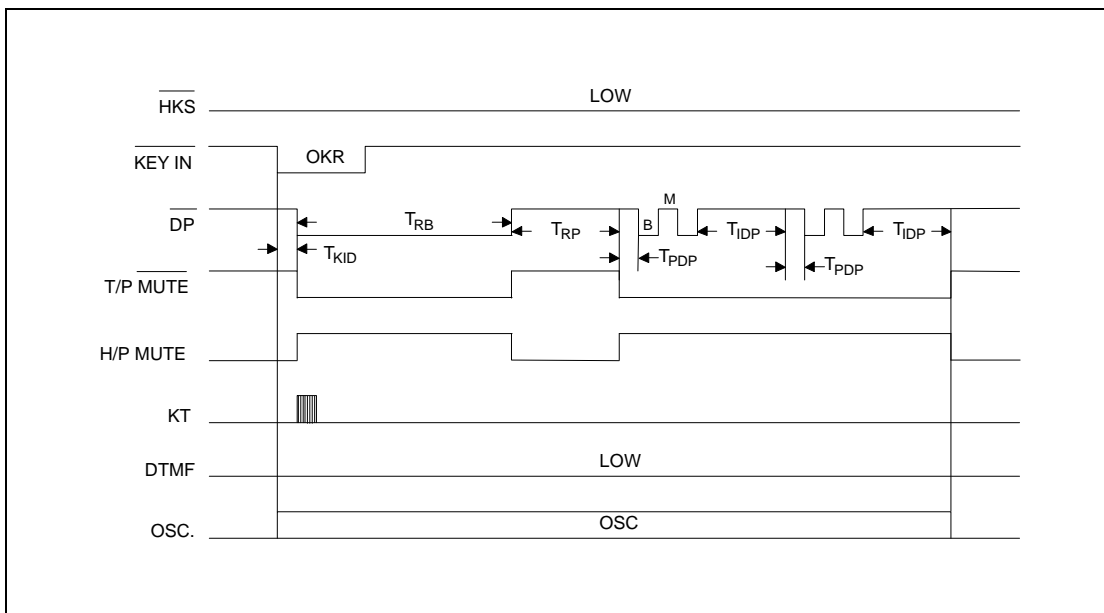 HKS LOW
KEY IN OKR
DP TRB TRP B M TIDP TIDP
TKID TPDP TPDP
T/P MUTE
H/P MUTE
KT
DTMF LOW
OSC. OSC